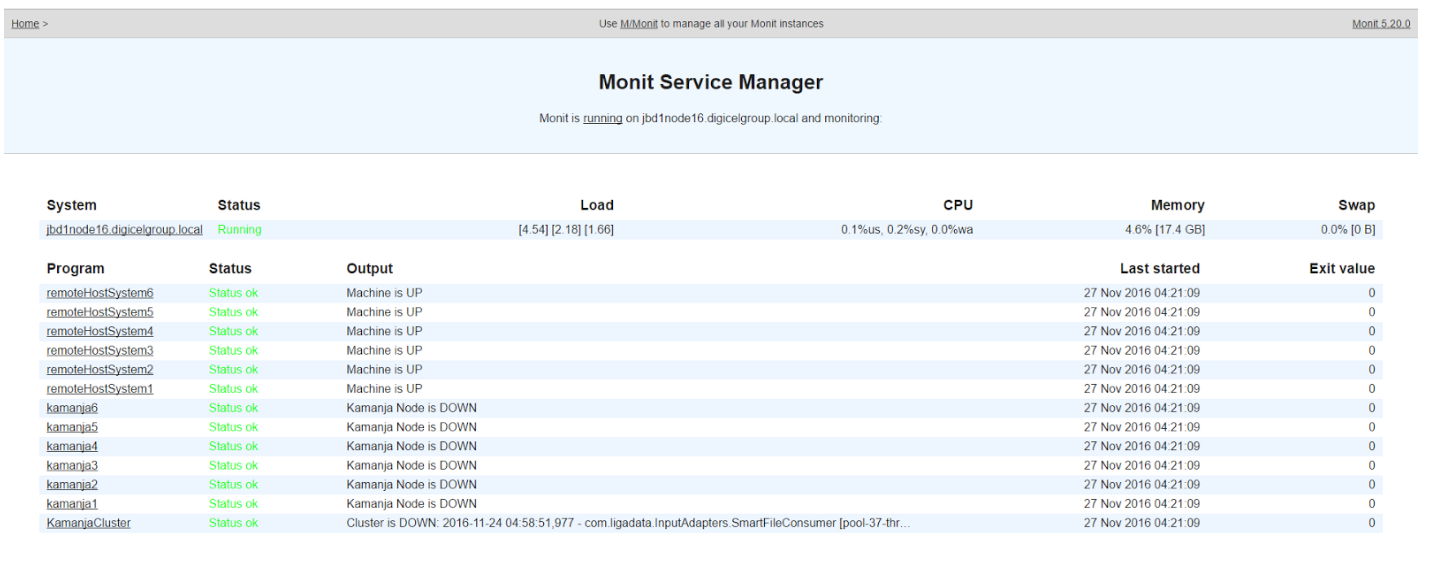 Home > Use M/Monit to manage all your Monit instances Monit 5.20.0
Monit Service Manager
Monit is running on jbd1node16.digicelgroup.local and monitoring:
System Status Load CPU Memory Swap
jbd1node16.digicelgroup.local Running [4.54] [2.18] [1.66] 0.1%us, 0.2%sy, 0.0%wa 4.6% [17.4 GB] 0.0% [0 B]
Program Status Output Last started Exit value
remoteHostSystem6 Status ok Machine is UP 27 Nov 2016 04:21:09 0
remoteHostSystem5 Status ok Machine is UP 27 Nov 2016 04:21:09 0
remoteHostSystem4 Status ok Machine is UP 27 Nov 2016 04:21:09 0
remoteHostSystem3 Status ok Machine is UP 27 Nov 2016 04:21:09 0
remoteHostSystem2 Status ok Machine is UP 27 Nov 2016 04:21:09 0
remoteHostSystem1 Status ok Machine is UP 27 Nov 2016 04:21:09 0
kamanja6 Status ok Kamanja Node is DOWN 27 Nov 2016 04:21:09 0
kamanja5 Status ok Kamanja Node is DOWN 27 Nov 2016 04:21:09 0
kamanja4 Status ok Kamanja Node is DOWN 27 Nov 2016 04:21:09 0
kamanja3 Status ok Kamanja Node is DOWN 27 Nov 2016 04:21:09 0
kamanja2 Status ok Kamanja Node is DOWN 27 Nov 2016 04:21:09 0
kamanja1 Status ok Kamanja Node is DOWN 27 Nov 2016 04:21:09 0
KamanjaCluster Status ok Cluster is DOWN: 2016-11-24 04:58:51,977 - com.ligadata.InputAdapters.SmartFileConsumer [pool-37-thr... 27 Nov 2016 04:21:09 0